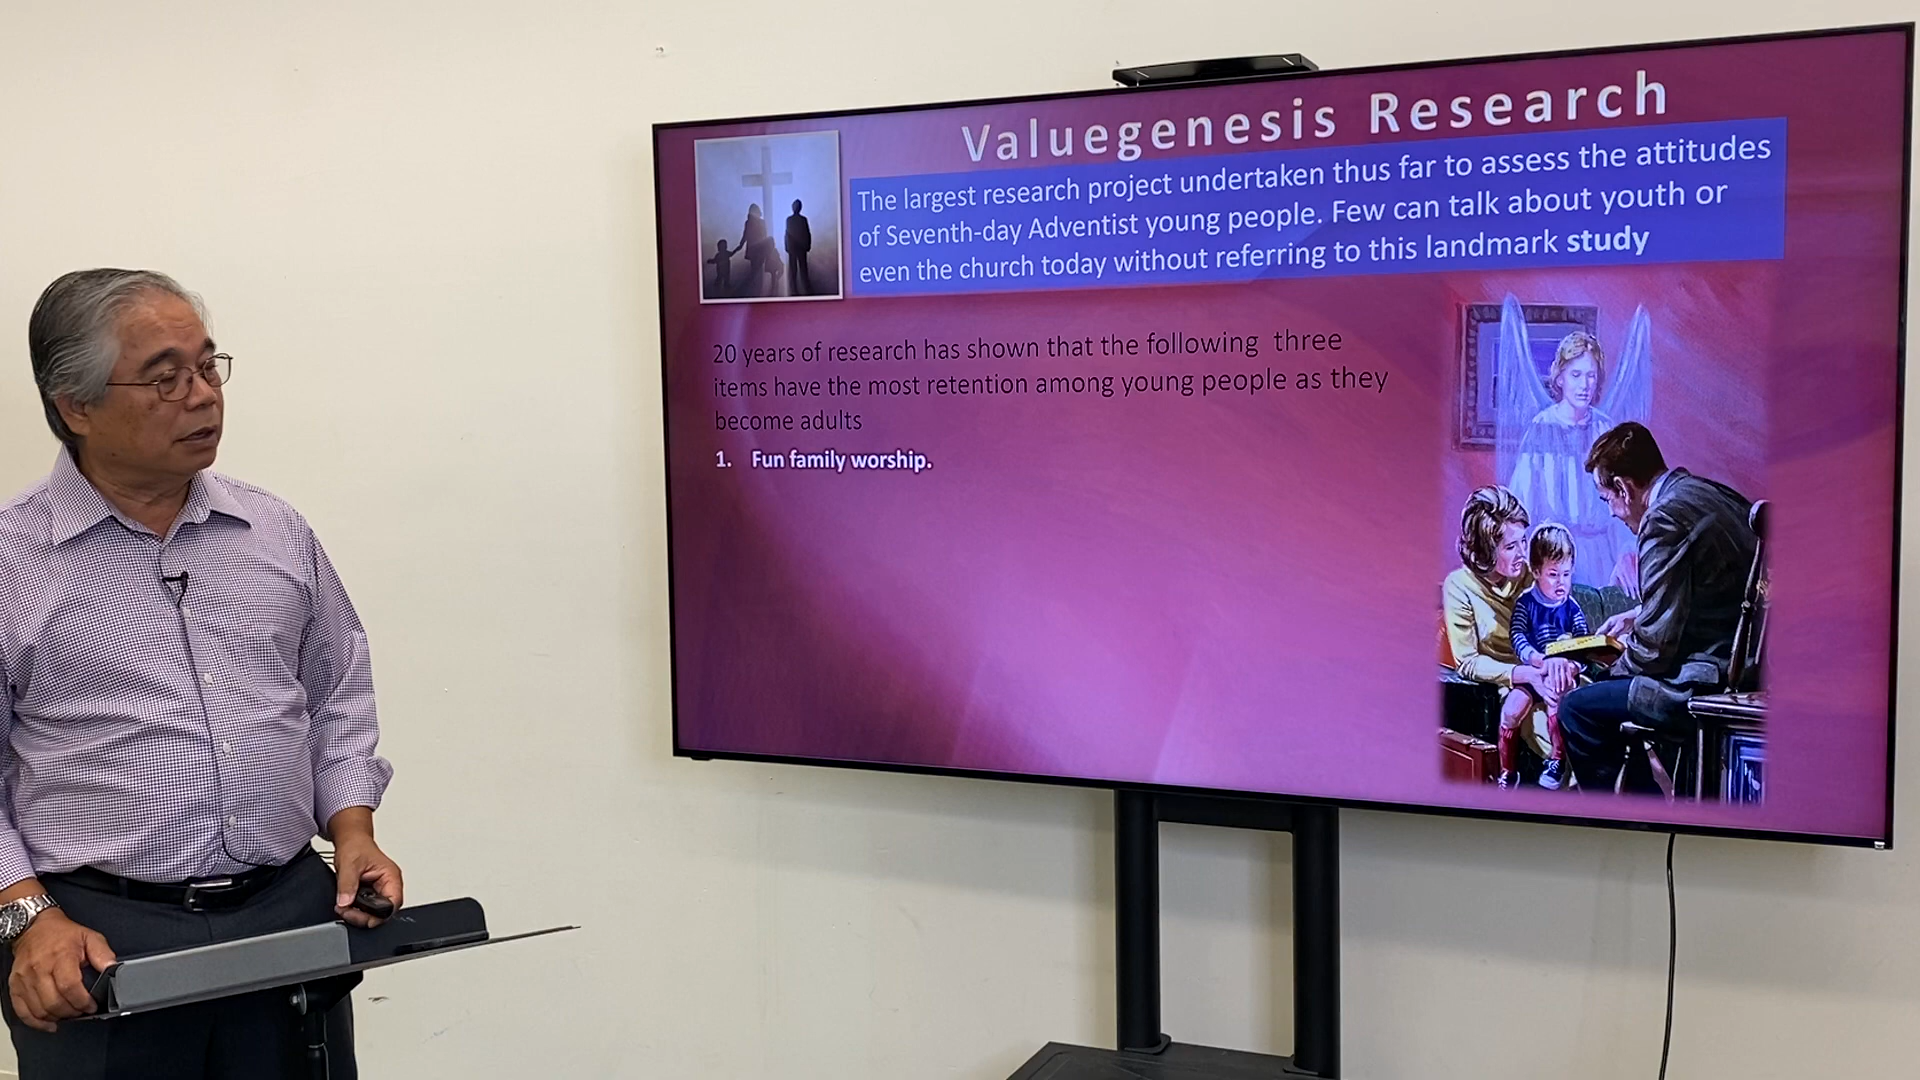 Valuegenesis Research
The largest research project undertaken thus far to assess the attitudes
of Seventh-day Adventist young people. Few can talk about youth or
even the church today without referring to this landmark study
20 years of research has shown that the following three
items have the most retention among young people as they
become adults
1. Fun family worship.